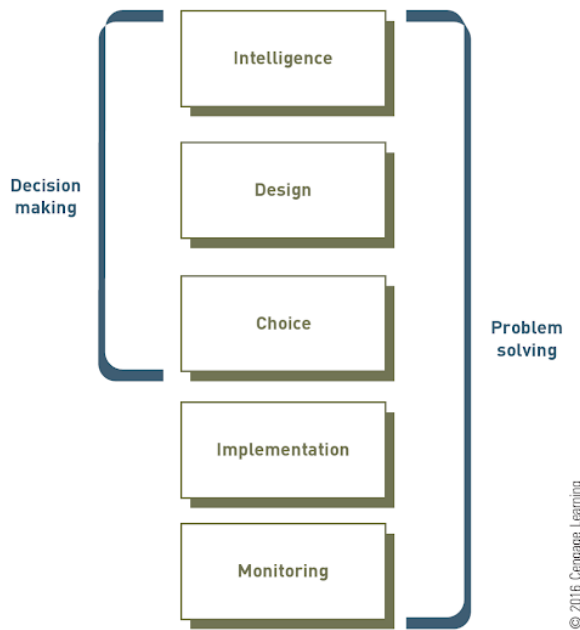 Intelligence
Design
Decision
making
Choice
Problem
solving
Implementation
Monitoring
© 2016 Cengage Learning